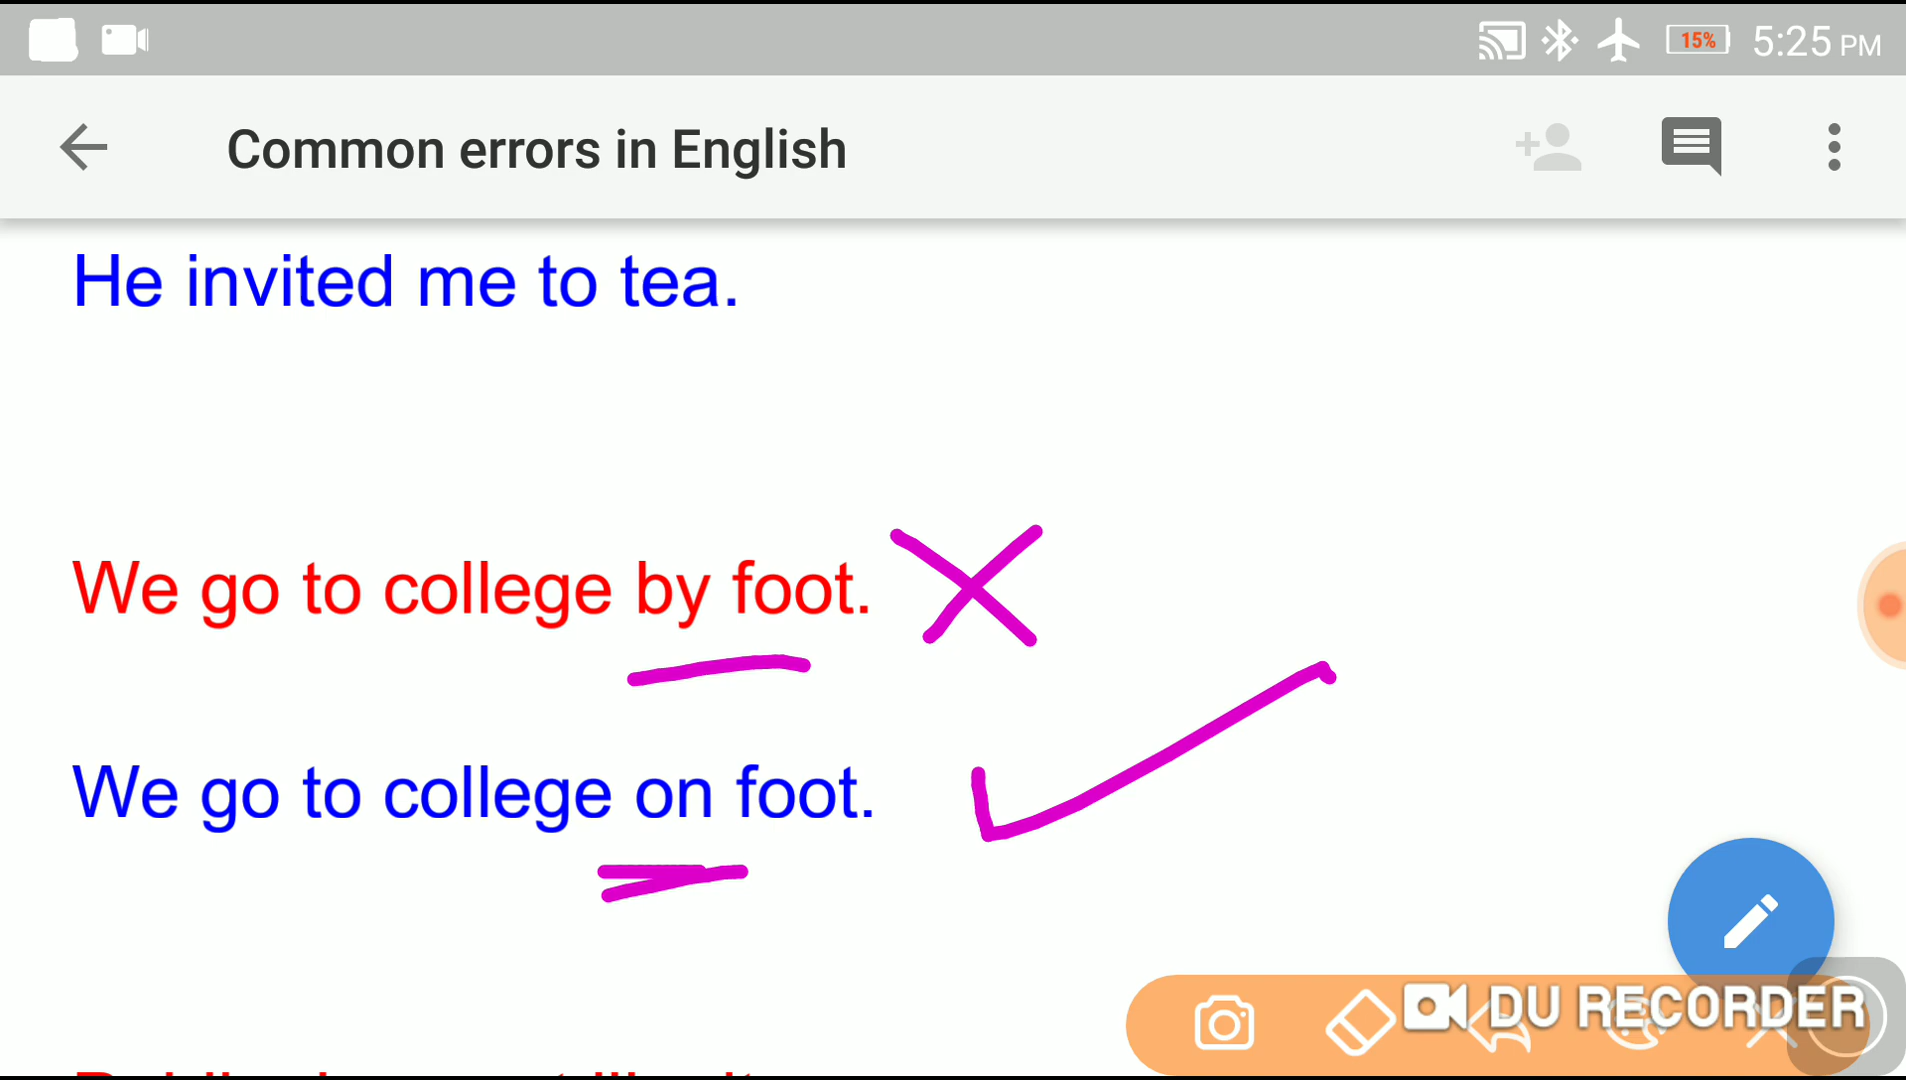 15% 5:25 PM
Common errors in English
He invited me to tea.
We go to college by foot.
We go to college on foot.
DU RECORDER